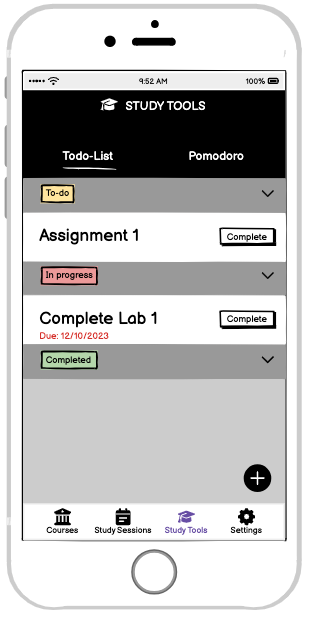 9:52 AM
100%
STUDY TOOLS
Todo-List
Pomodoro
To-do
Assignment 1
Complete
In progress
Complete Lab 1
Complete
Due: 12/10/2023
Completed
Courses
Study Sessions
Study Tools
Settings